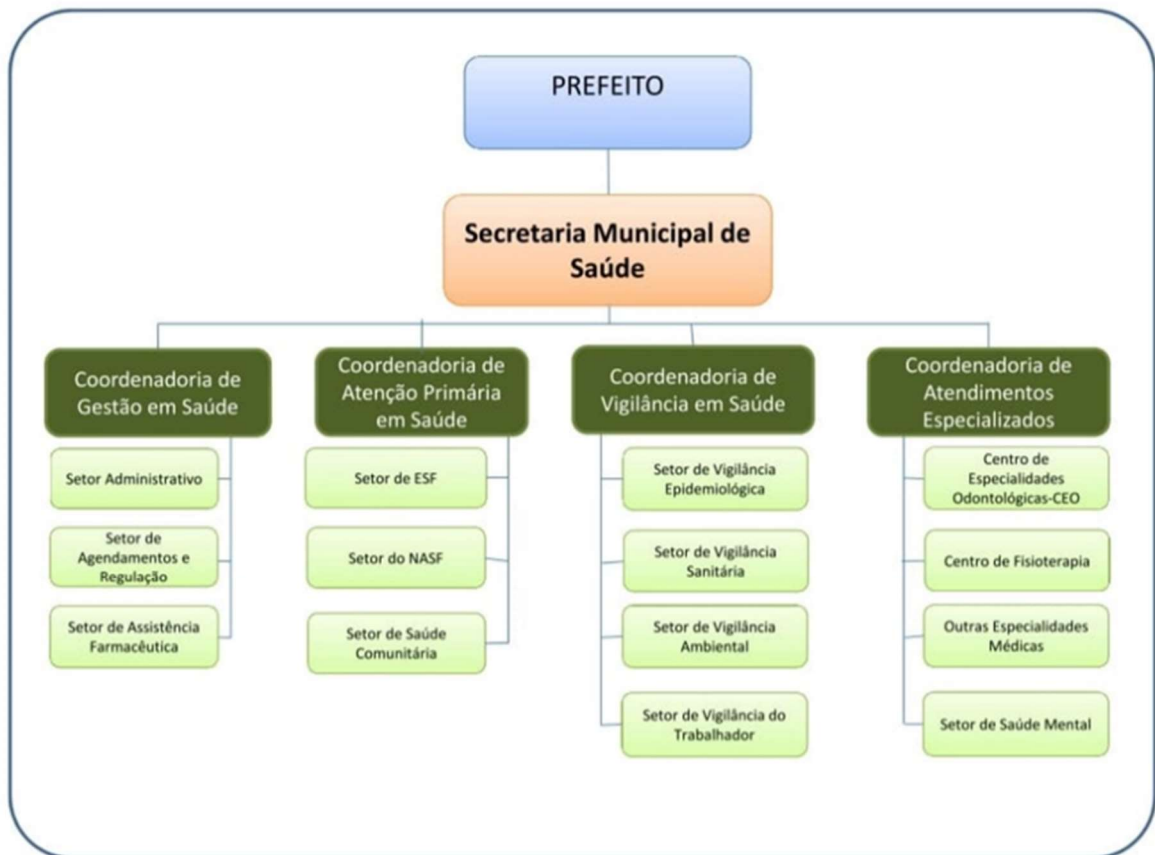 PREFEITO
Secretaria Municipal de
Saúde
Coordenadoria de
Gestão em Saúde
Setor Administrativo
Setor de
Agendamentos e
Regulação
Setor de Assistência
Farmacêutica
Coordenadoria de
Atenção Primária
em Saúde
Setor de ESF
Setor do NASF
Setor de Saúde
Comunitária
Coordenadoria de
Vigilância em Saúde
Setor de Vigilância
Epidemiológica
Setor de Vigilância
Sanitária
Setor de Vigilância
Ambiental
Setor de Vigilância do
Trabalhador
Coordenadoria de
Atendimentos
Especializados
Centro de
Especialidades
Odontológicas-CEO
Centro de Fisioterapia
Outras Especialidades
Médicas
Setor de Saúde Mental